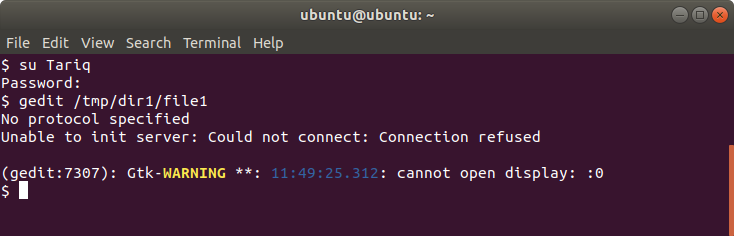 ubuntu@ubuntu: ~
File Edit View Search Terminal Help
$ su Tariq
Password:
$ gedit /tmp/dir1/file1
No protocol specified
Unable to init server: Could not connect: Connection refused
(gedit:7307): Gtk-WARNING **: 11:49:25.312: cannot open display: :0
$